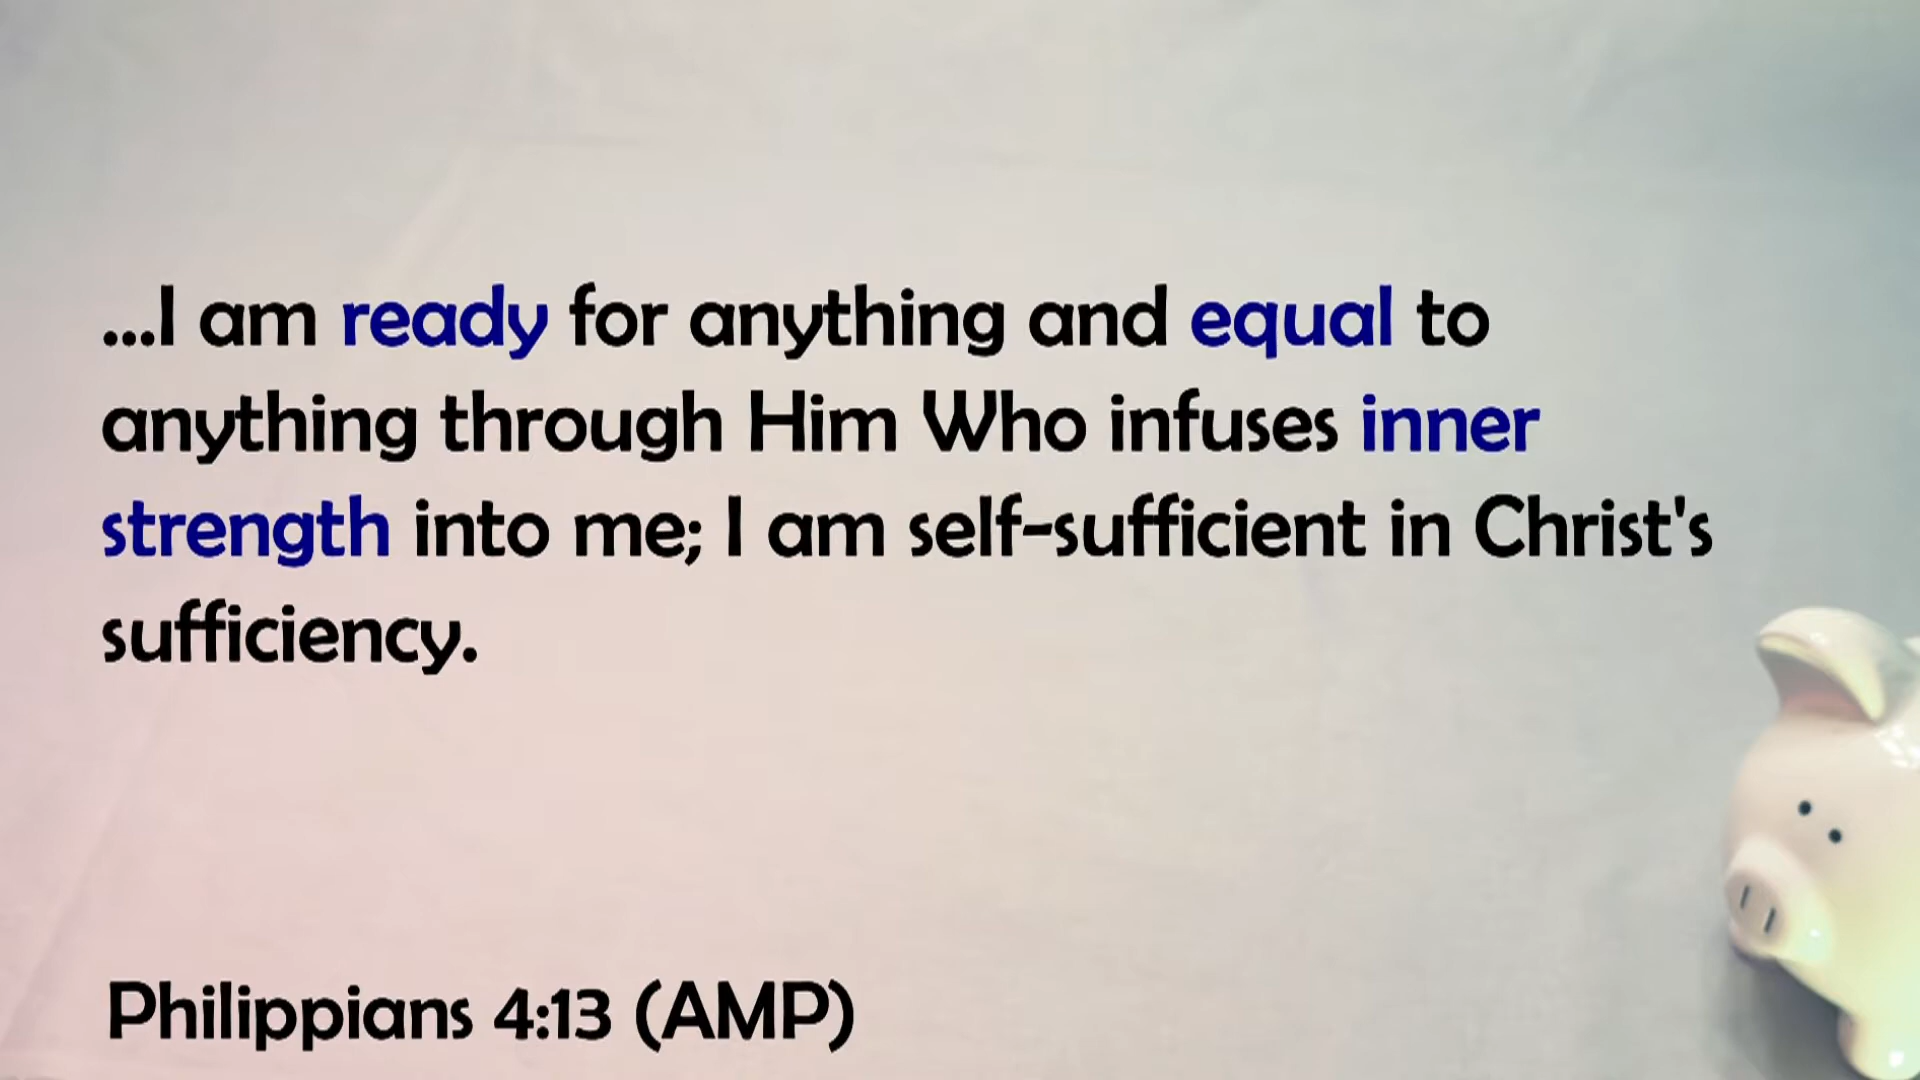 ...I am ready for anything and equal to
anything through Him Who infuses inner
strength into me; I am self-sufficient in Christ's
sufficiency.
Philippians 4:13 (AMP)